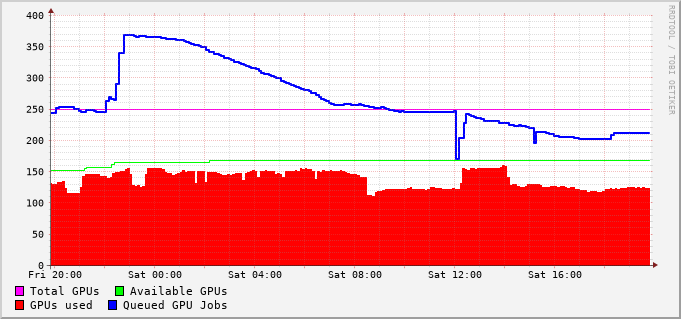 400
350
300
250
200
150
100
50
0
Fri 20:00 Sat 00:00 Sat 04:00 Sat 08:00 Sat 12:00 Sat 16:00
Total GPUs Available GPUs
GPUs used Queued GPU Jobs
RRDTOOL / TOBI OETIKER